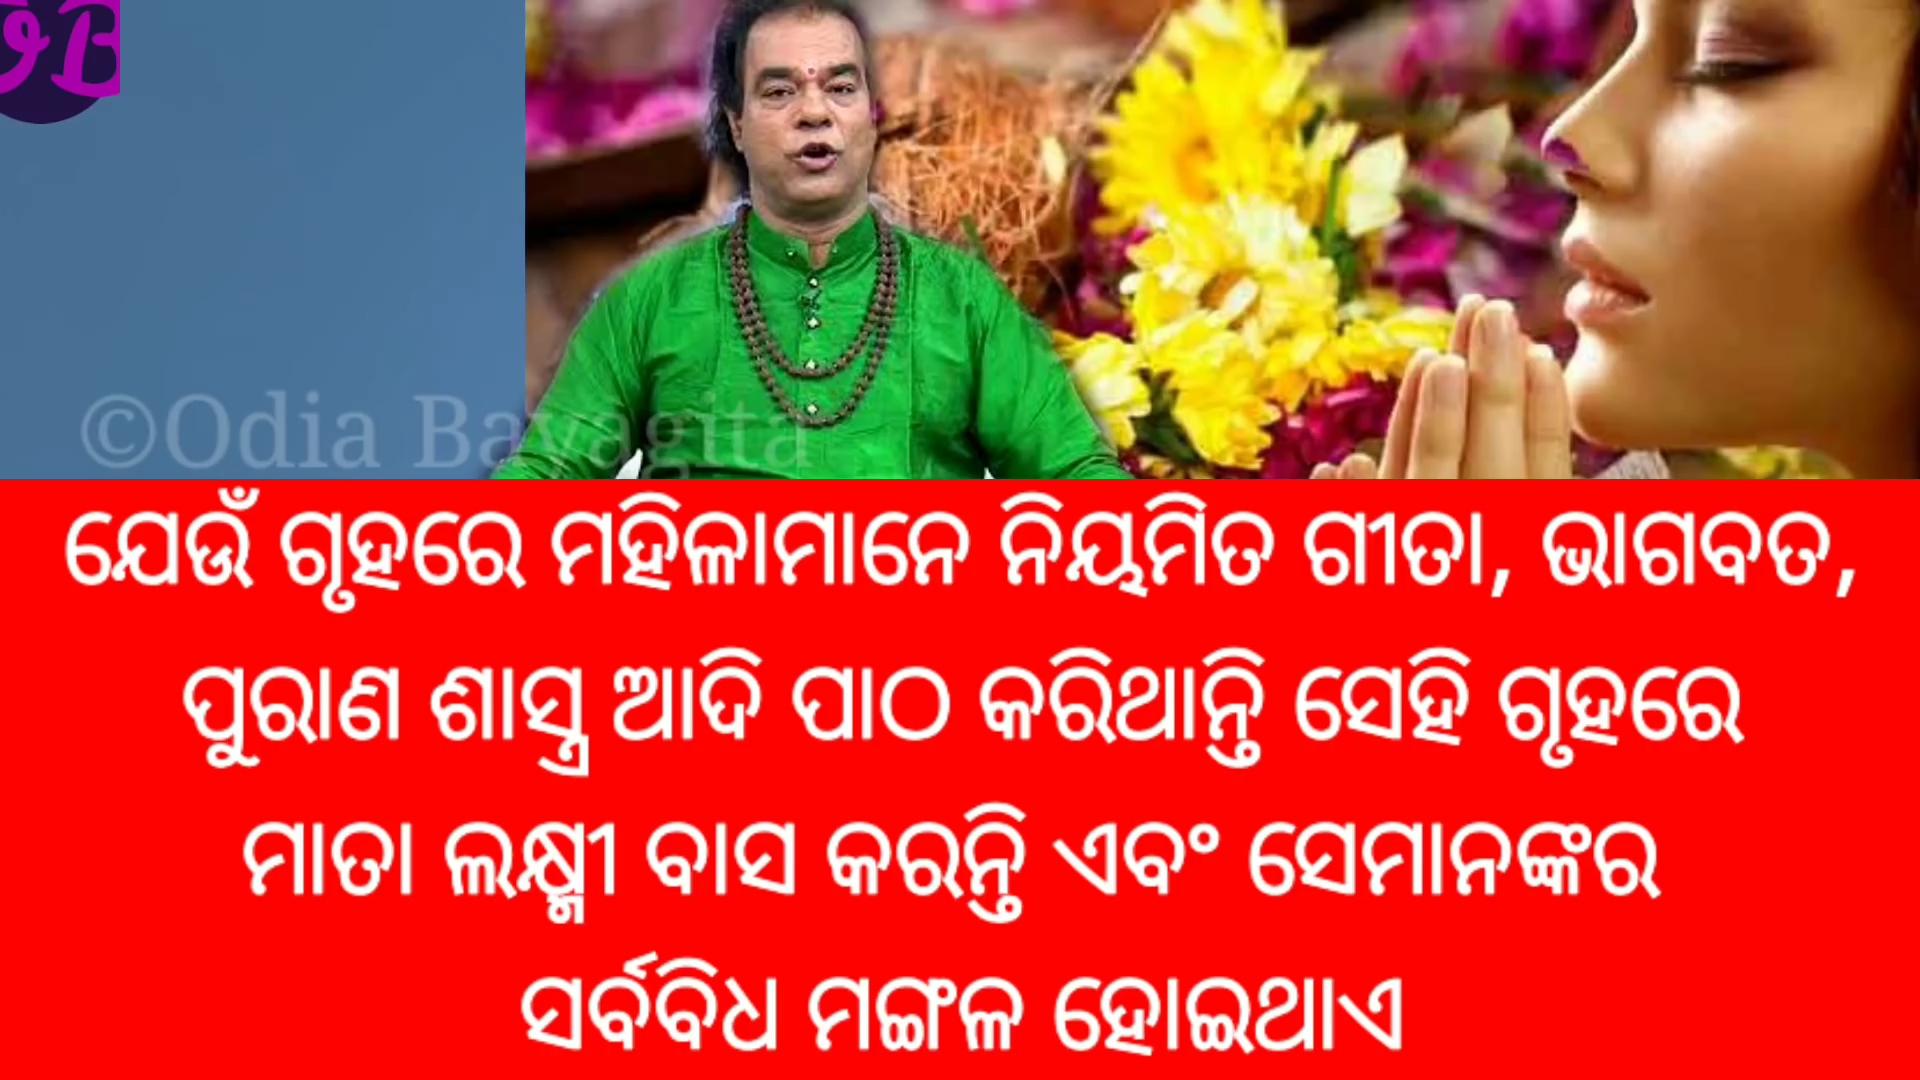 ©Odia Bayagita
ଯେଉଁ ଗୃହରେ ମହିଳାମାନେ ନିୟମିତ ଗୀତା, ଭାଗବତ,
ପୁରାଣ ଶାସ୍ତ୍ର ଆଦି ପାଠ କରିଥାନ୍ତି ସେହି ଗୃହରେ
ମାତା ଲକ୍ଷ୍ମୀ ବାସ କରନ୍ତି ଏବଂ ସେମାନଙ୍କର
ସର୍ବବିଧ ମଙ୍ଗଳ ହୋଇଥାଏ